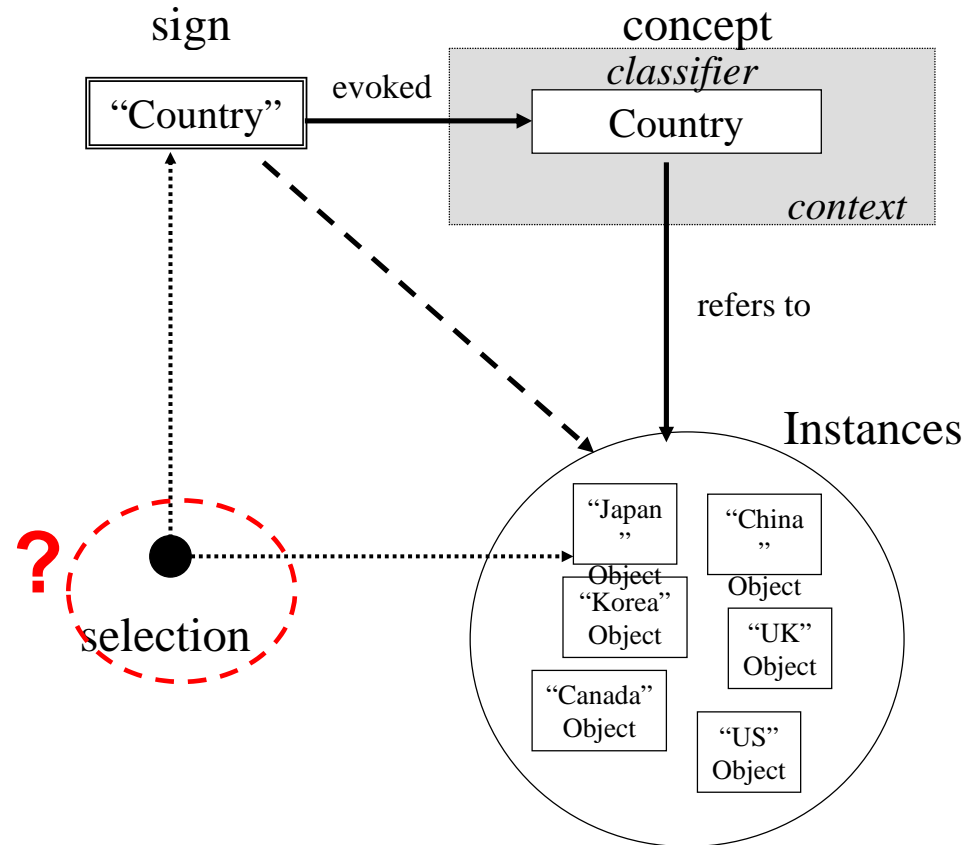 sign
concept
classifier
evoked
“Country”
Country
context
refers to
Instances
“Japan
”
Object
“China
”
Object
“Korea”
Object
“UK”
Object
“Canada”
Object
“US”
Object
?
selection